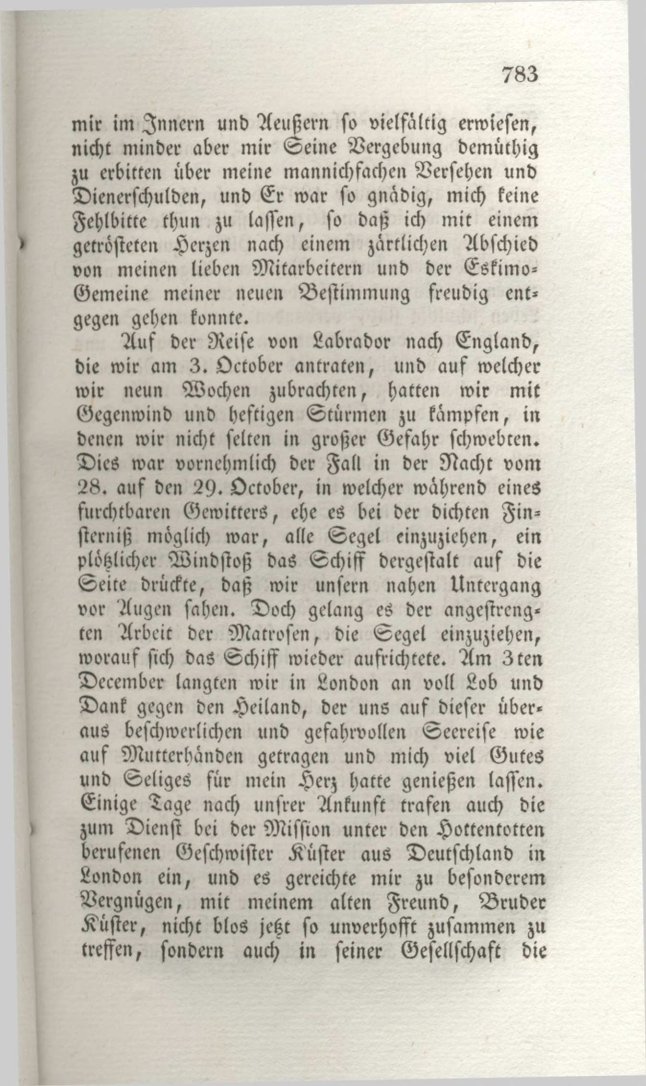 783
mir im Innern und Aeußern so vielfältig erwiesen,
nicht minder aber mir Seine Vergebung demüthig
zu erbitten über meine mannichfachen Versehen und
Dienerschulden, und Er war so gnädig, mich keine
Fehlbitte thun zu lassen, so daß ich mit einem
getrösteten Herzen nach einem zärtlichen Abschied
von meinen lieben Mitarbeitern und der Eskimo-
Gemeine meiner neuen Bestimmung freudig ent-
gegen gehen konnte.
Auf der Reise von Labrador nach England,
die wir am 3. October antraten, und auf welcher
wir neun Wochen zubrachten, hatten wir mit
Gegenwind und heftigen Stürmen zu kämpfen, in
denen wir nicht selten in großer Gefahr schwebten.
Dies war vornehmlich der Fall in der Nacht vom
28. auf den 29. October, in welcher während eines
furchtbaren Gewitters, ehe es bei der dichten Fin-
sterniß möglich war, alle Segel einzuziehen, ein
plötzlicher Windstoß das Schiff dergestalt auf die
Seite drückte, daß wir unsern nahen Untergang
vor Augen sahen. Doch gelang es der angestreng-
ten Arbeit der Matrosen, die Segel einzuziehen,
worauf sich das Schiff wieder aufrichtete. Am 3ten
December langten wir in London an voll Lob und
Dank gegen den Heiland, der uns auf dieser über-
aus beschwerlichen und gefahrvollen Seereise wie
auf Mutterhänden getragen und mich viel Gutes
und Seliges für mein Herz hatte genießen lassen.
Einige Tage nach unsrer Ankunft trafen auch die
zum Dienst bei der Mission unter den Hottentotten
berufenen Geschwister Küster aus Deutschland in
London ein, und es gereichte mir zu besonderem
Vergnügen, mit meinem alten Freund, Bruder
Küster, nicht blos jetzt so unverhofft zusammen zu
treffen, sondern auch in seiner Gesellschaft die